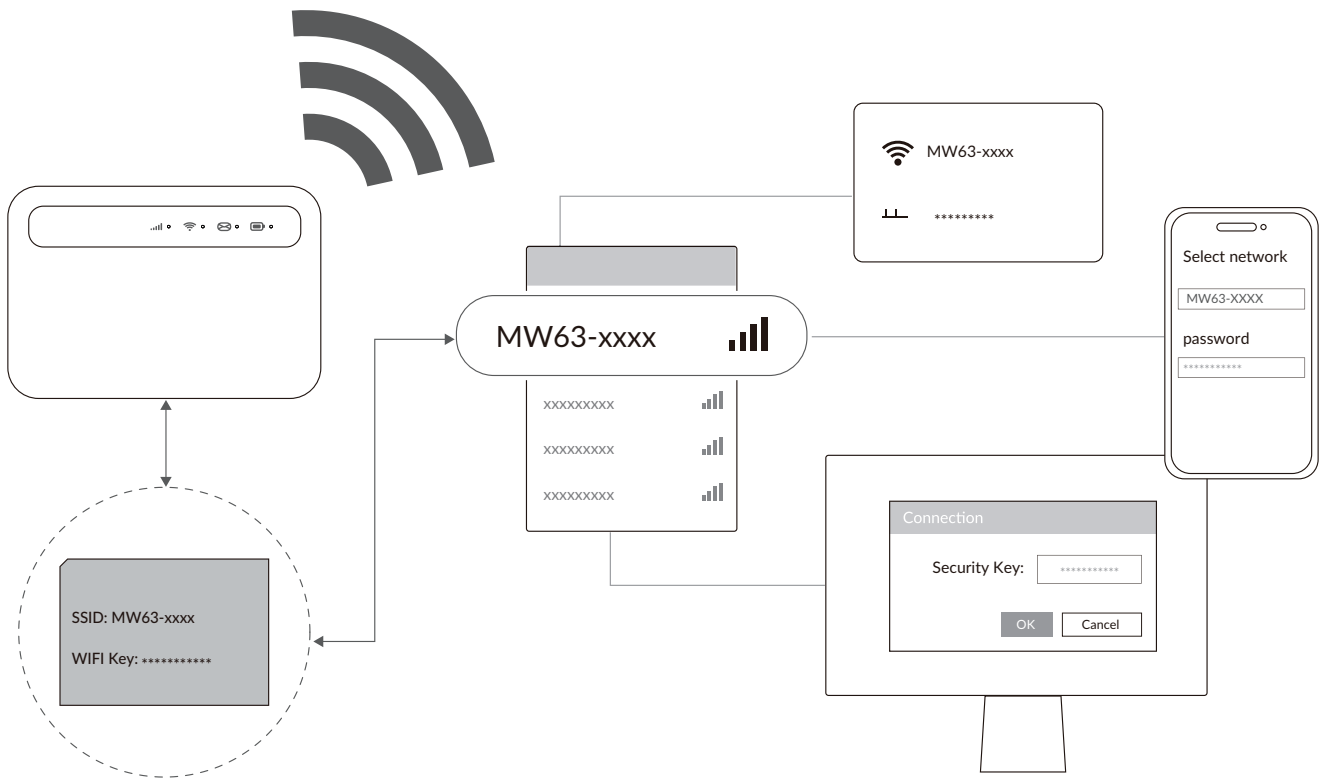 MW63-xxxx
*********
Select network
MW63-XXXX
password
***********
MW63-xxxx
xxxxxxxxx
xxxxxxxxx
xxxxxxxxx
Connection
Security Key: ***********
OK Cancel
SSID: MW63-xxxx
WIFI Key: ***********